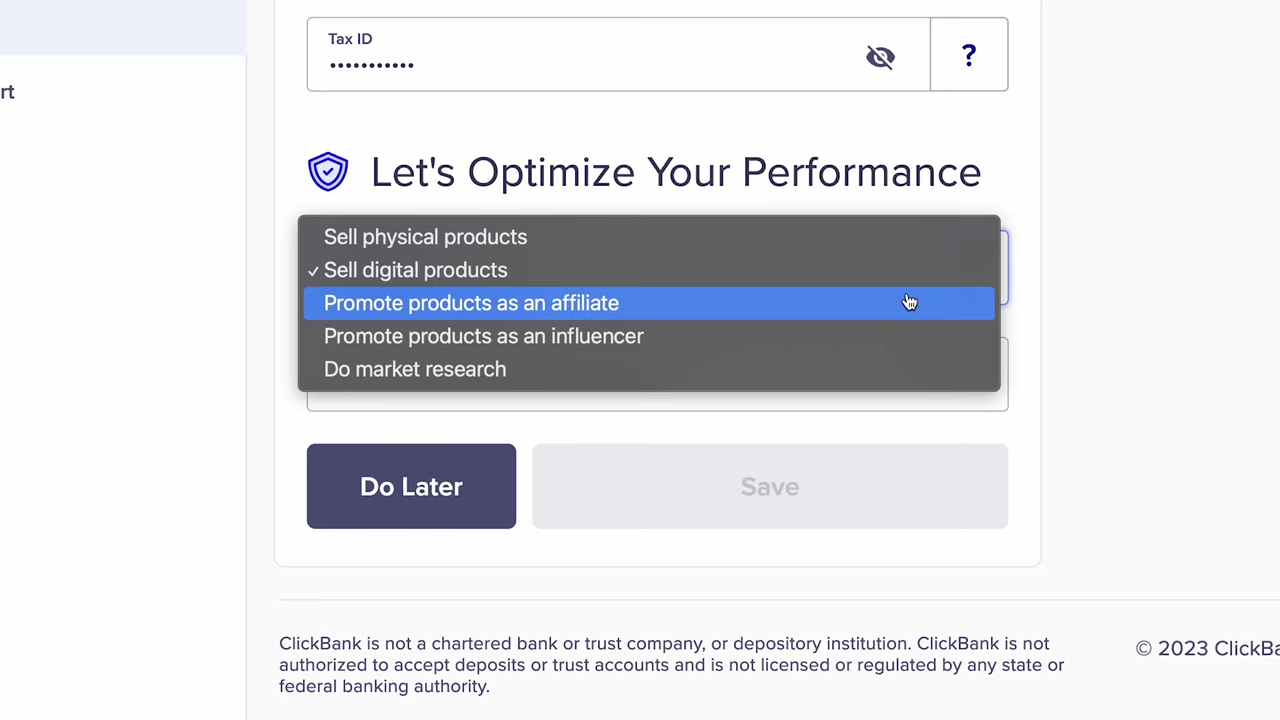 Tax ID
•••••••••••
?
rt
Let's Optimize Your Performance
Sell physical products
✓ Sell digital products
Promote products as an affiliate
Promote products as an influencer
Do market research
Do Later
Save
ClickBank is not a chartered bank or trust company, or depository institution. ClickBank is not
authorized to accept deposits or trust accounts and is not licensed or regulated by any state or
federal banking authority.
© 2023 ClickBa